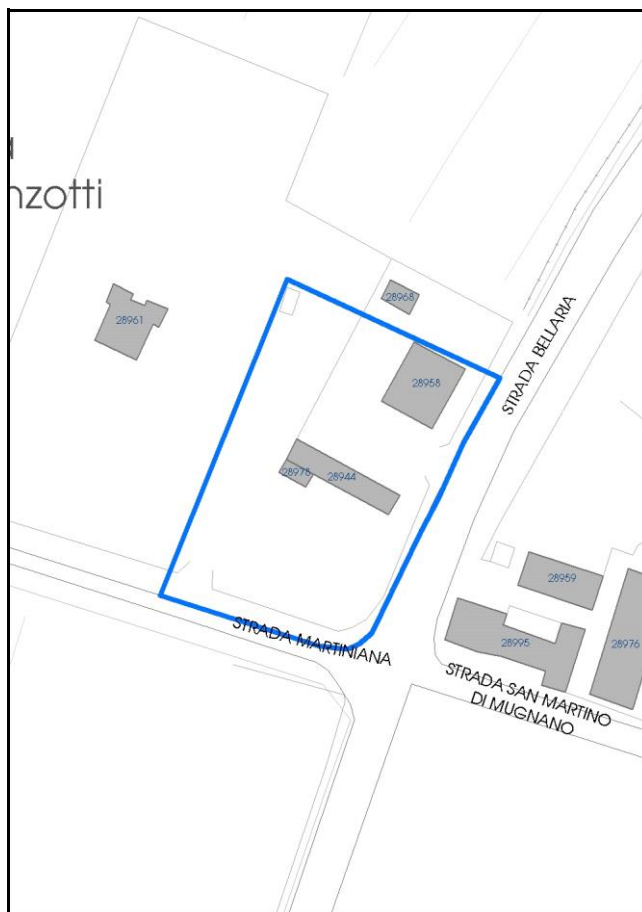 nzotti
28961
28968
28958
STRADA BELLARIA
28978
28944
28959
STRADA MARTINIANA
28995
28976
STRADA SAN MARTINO
DI MUGNANO